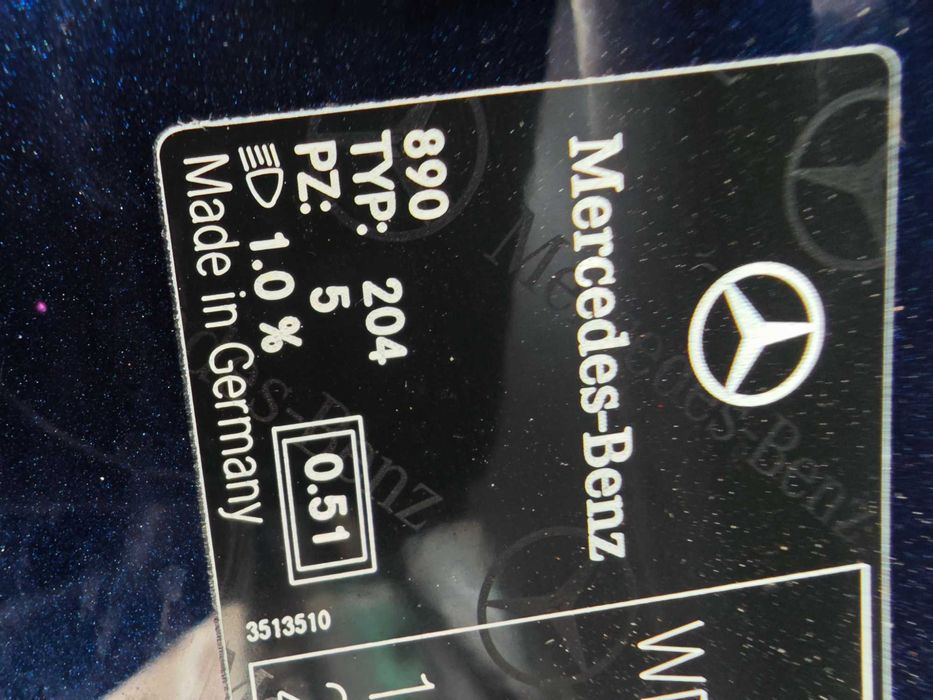 Mercedes-Benz
890
TYP: 204
PZ: 5
1.0 %
0.51
Made in Germany
3513510